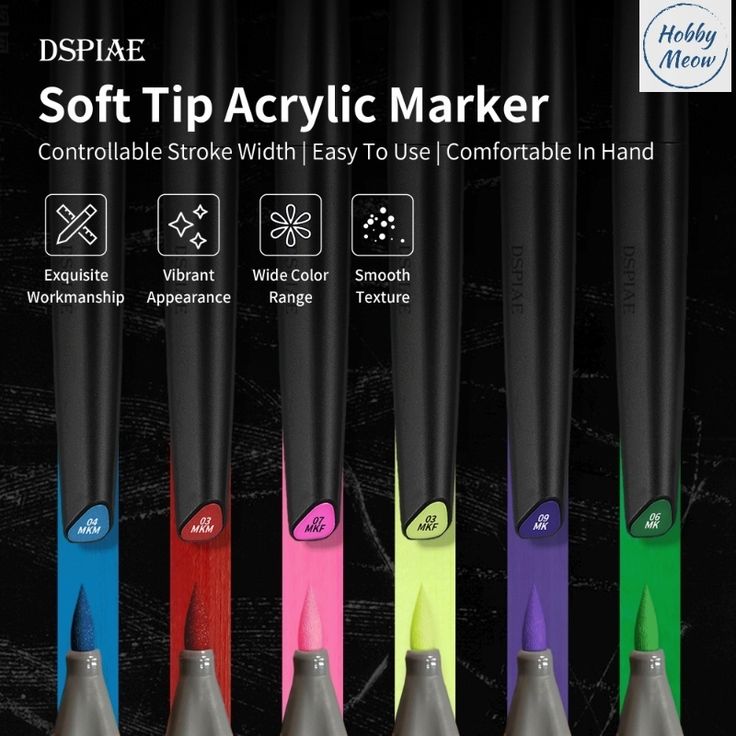 DSPIAE
Hobby
Meow
Soft Tip Acrylic Marker
Controllable Stroke Width | Easy To Use | Comfortable In Hand
Exquisite
Workmanship
Vibrant
Appearance
Wide Color
Range
Smooth
Texture
DSPIAE
DSPIAE
DSPIAE
DSPIAE
04
MKM
03
MKM
07
MKF
03
MKF
09
MK
06
MK